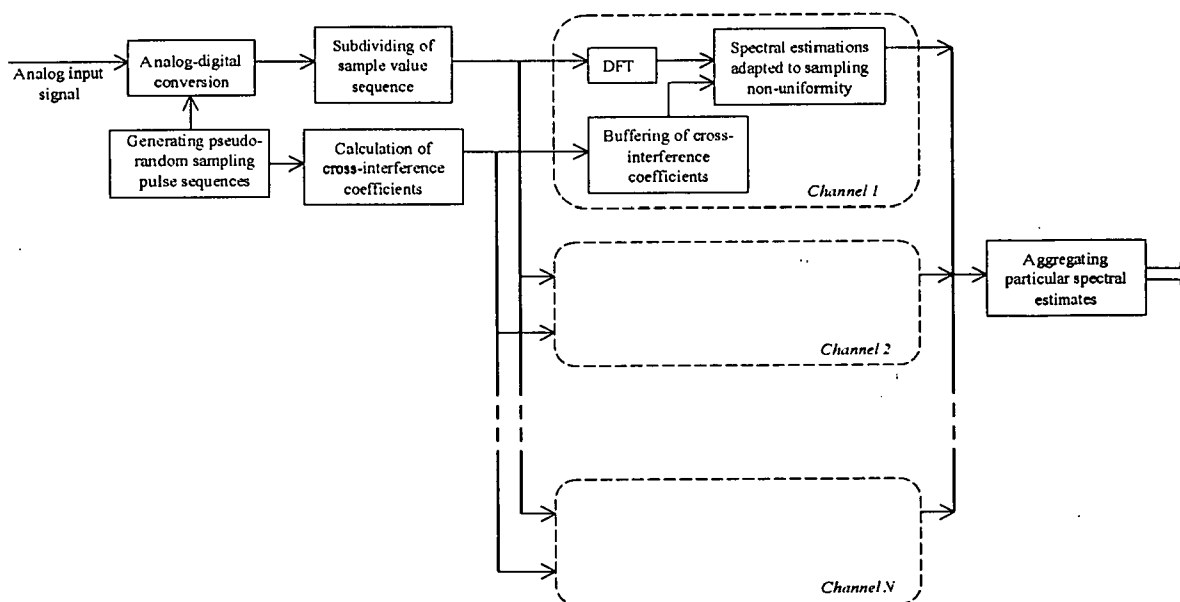 Analog input
signal
Analog-digital
conversion
Subdividing of
sample value
sequence
DFT
Spectral estimations
adapted to sampling
non-uniformity
Generating pseudo-
random sampling
pulse sequences
Calculation of
cross-interference
coefficients
Buffering of cross-
interference
coefficients
Channel 1
Aggregating
particular spectral
estimates
Channel 2
Channel N